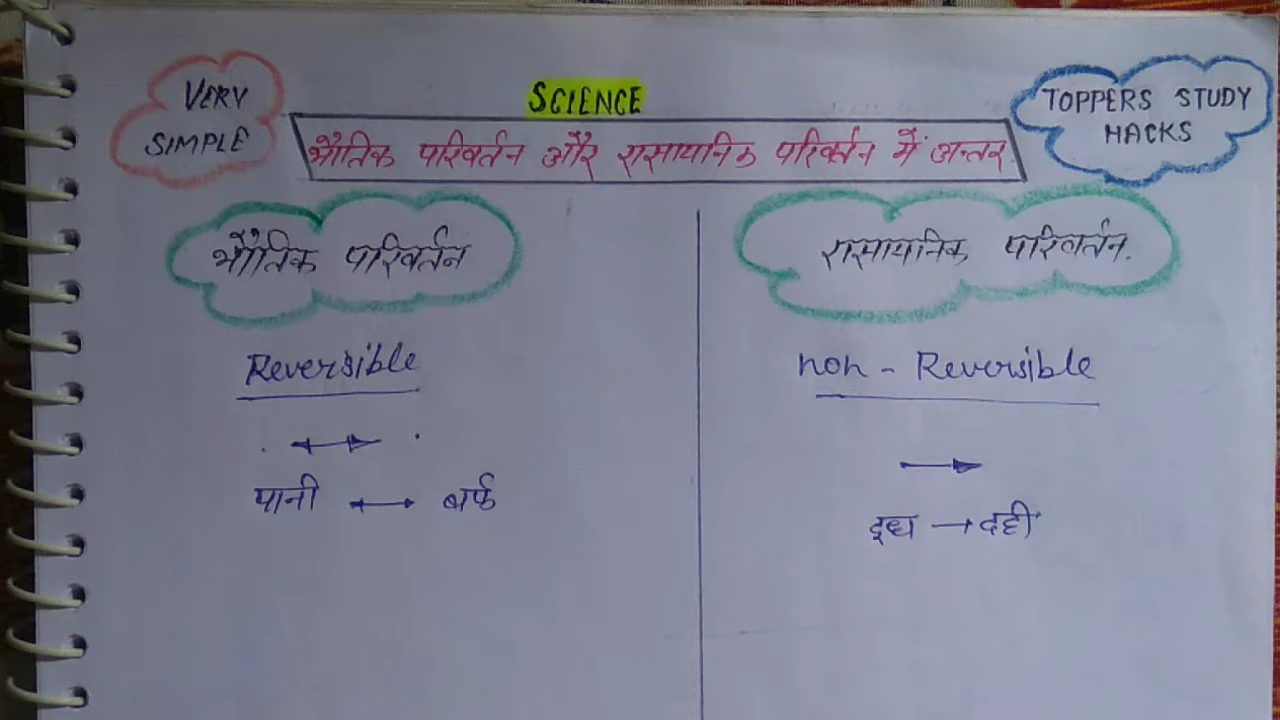 VERY
SIMPLE
SCIENCE
TOPPERS STUDY
HACKS
भौतिक परिवर्तन और रासायनिक परिवर्तन में अन्तर
भौतिक परिवर्तन
रासायनिक परिवर्तन.
Reversible
non - Reversible
↔
→
पानी ↔ बर्फ
दूध → दही